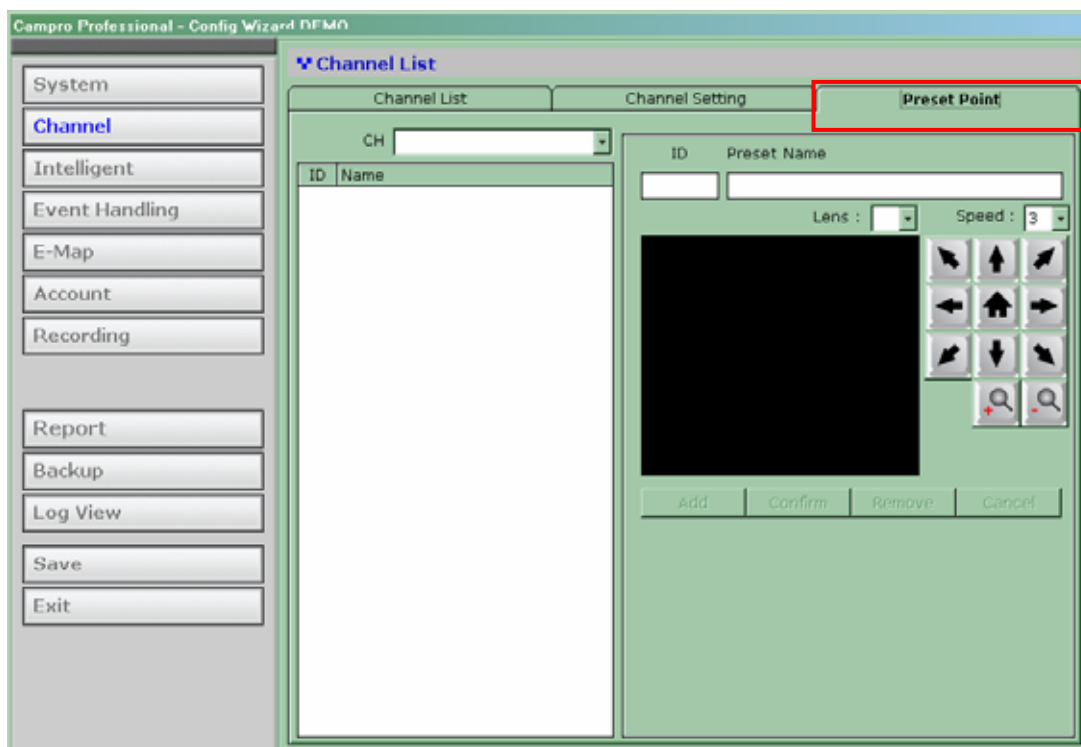 Campro Professional - Config Wizard DEMO
Channel List
System
Channel
Intelligent
Event Handling
E-Map
Account
Recording
Report
Backup
Log View
Save
Exit
Channel List
Channel Setting
Preset Point
CH
ID Name
ID Preset Name
Lens : Speed : 3
Add Confirm Remove Cancel